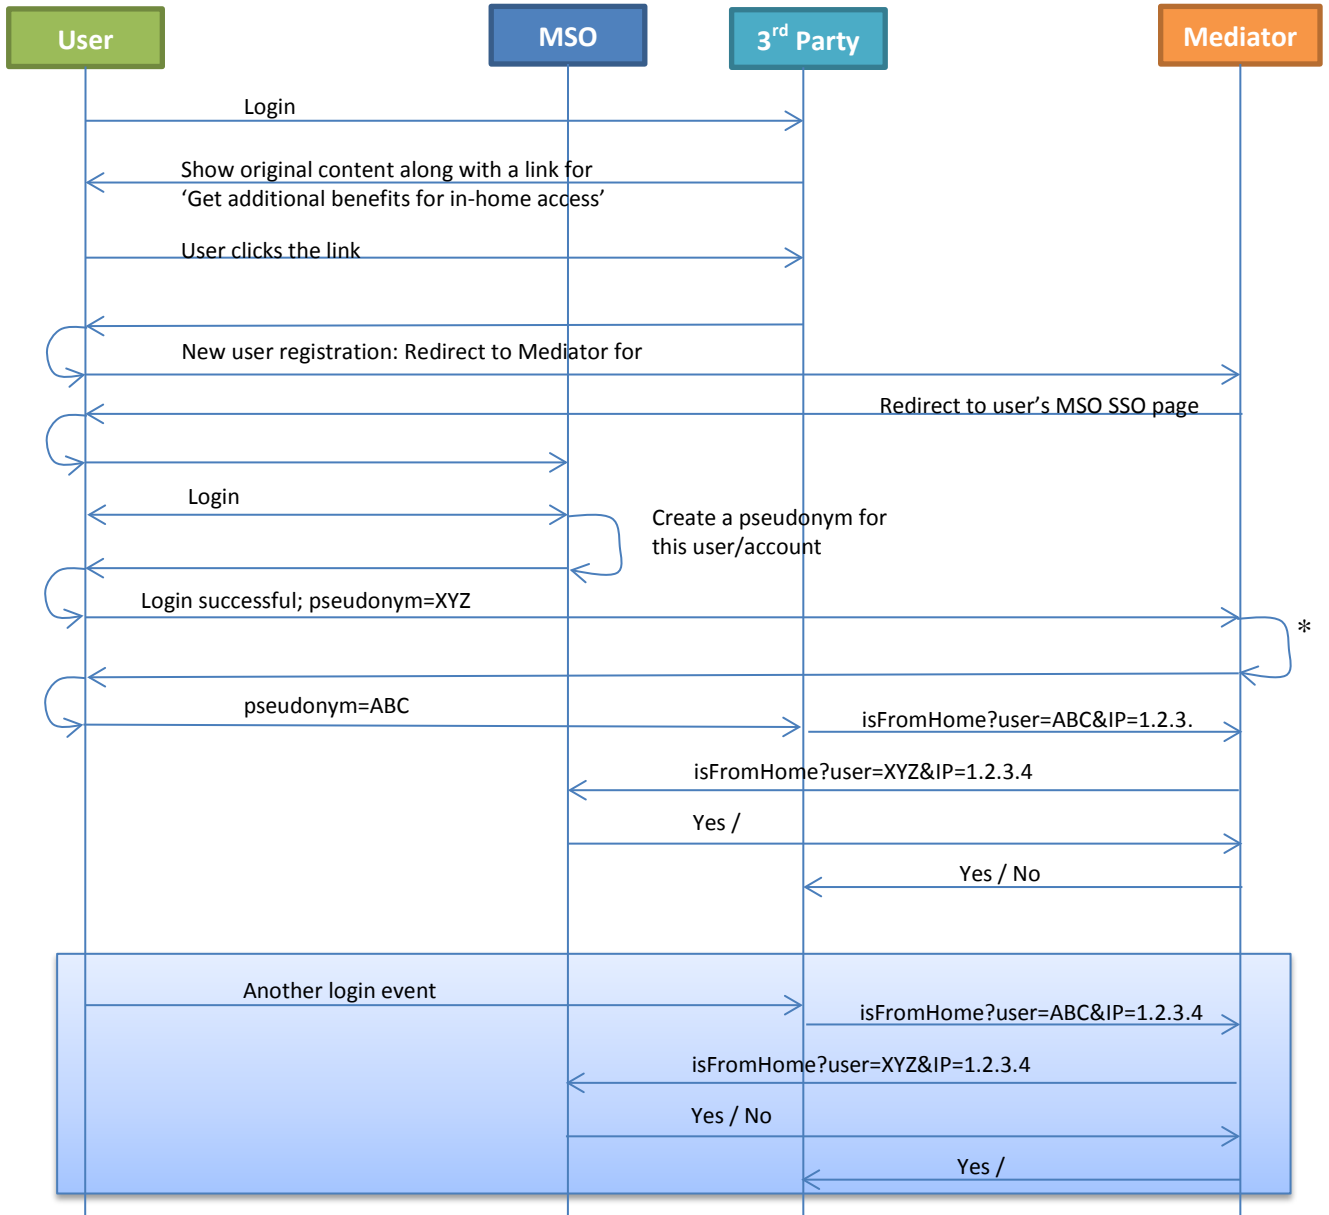 User
MSO
3rd Party
Mediator
Login
Show original content along with a link for
‘Get additional benefits for in-home access’
User clicks the link
New user registration: Redirect to Mediator for
Redirect to user’s MSO SSO page
Login
Create a pseudonym for
this user/account
Login successful; pseudonym=XYZ
*
pseudonym=ABC
isFromHome?user=ABC&IP=1.2.3.
isFromHome?user=XYZ&IP=1.2.3.4
Yes /
Yes / No
Another login event
isFromHome?user=ABC&IP=1.2.3.4
isFromHome?user=XYZ&IP=1.2.3.4
Yes / No
Yes /